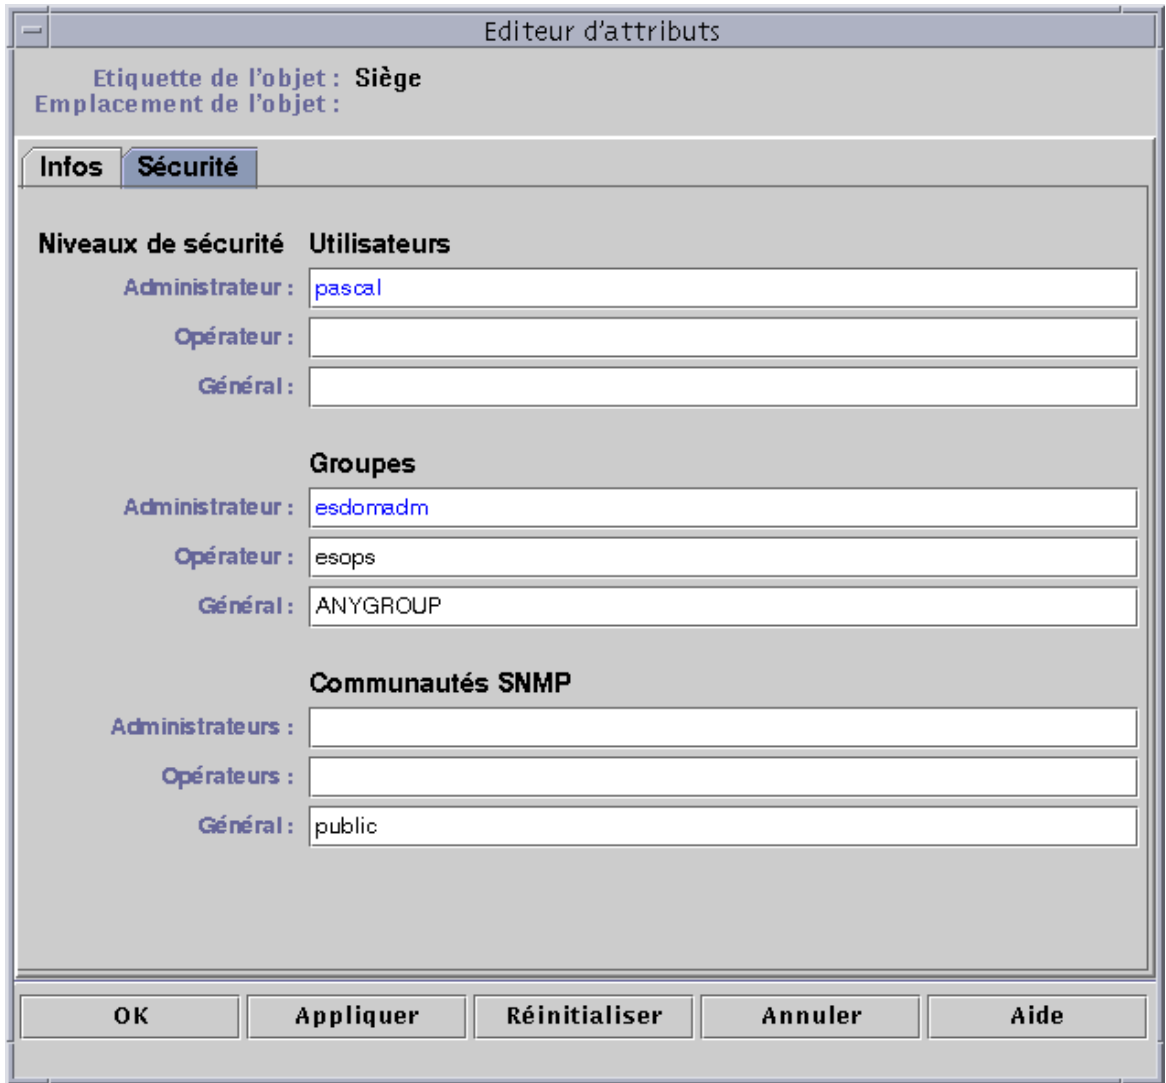 Editeur d'attributs
Etiquette de l'objet : Siège
Emplacement de l'objet :
Infos Sécurité
Niveaux de sécurité Utilisateurs
Administrateur : pascal
Opérateur :
Général :
Groupes
Administrateur : esdomadm
Opérateur : esops
Général : ANYGROUP
Communautés SNMP
Administrateurs :
Opérateurs :
Général : public
OK Appliquer Réinitialiser Annuler Aide